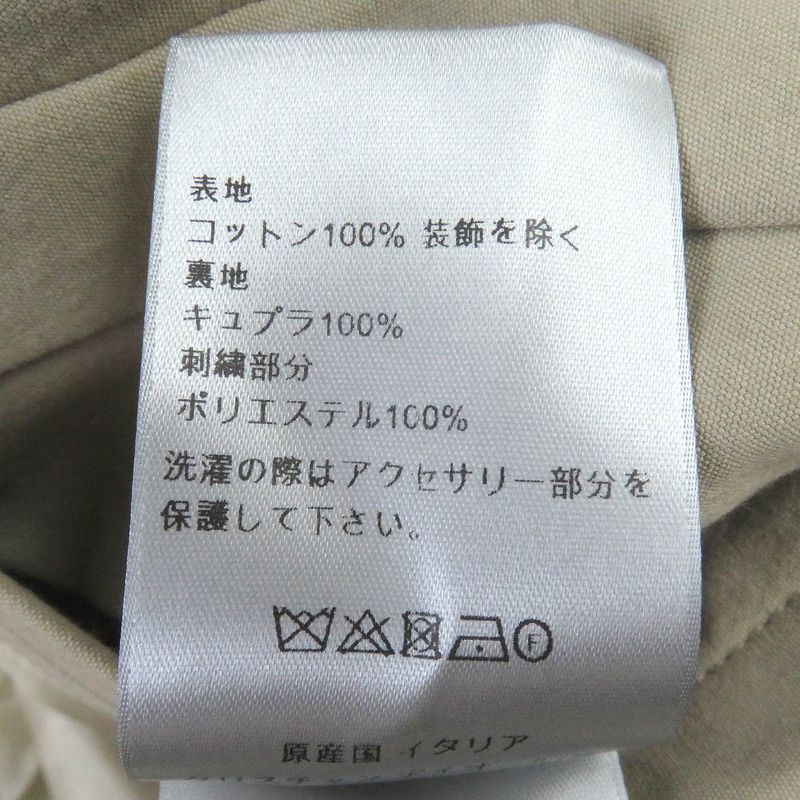 表地
コットン100% 装飾を除く
裏地
キュプラ100%
刺繍部分
ポリエステル100%
洗濯の際はアクセサリー部分を
保護して下さい。
F
原産国 イタリア